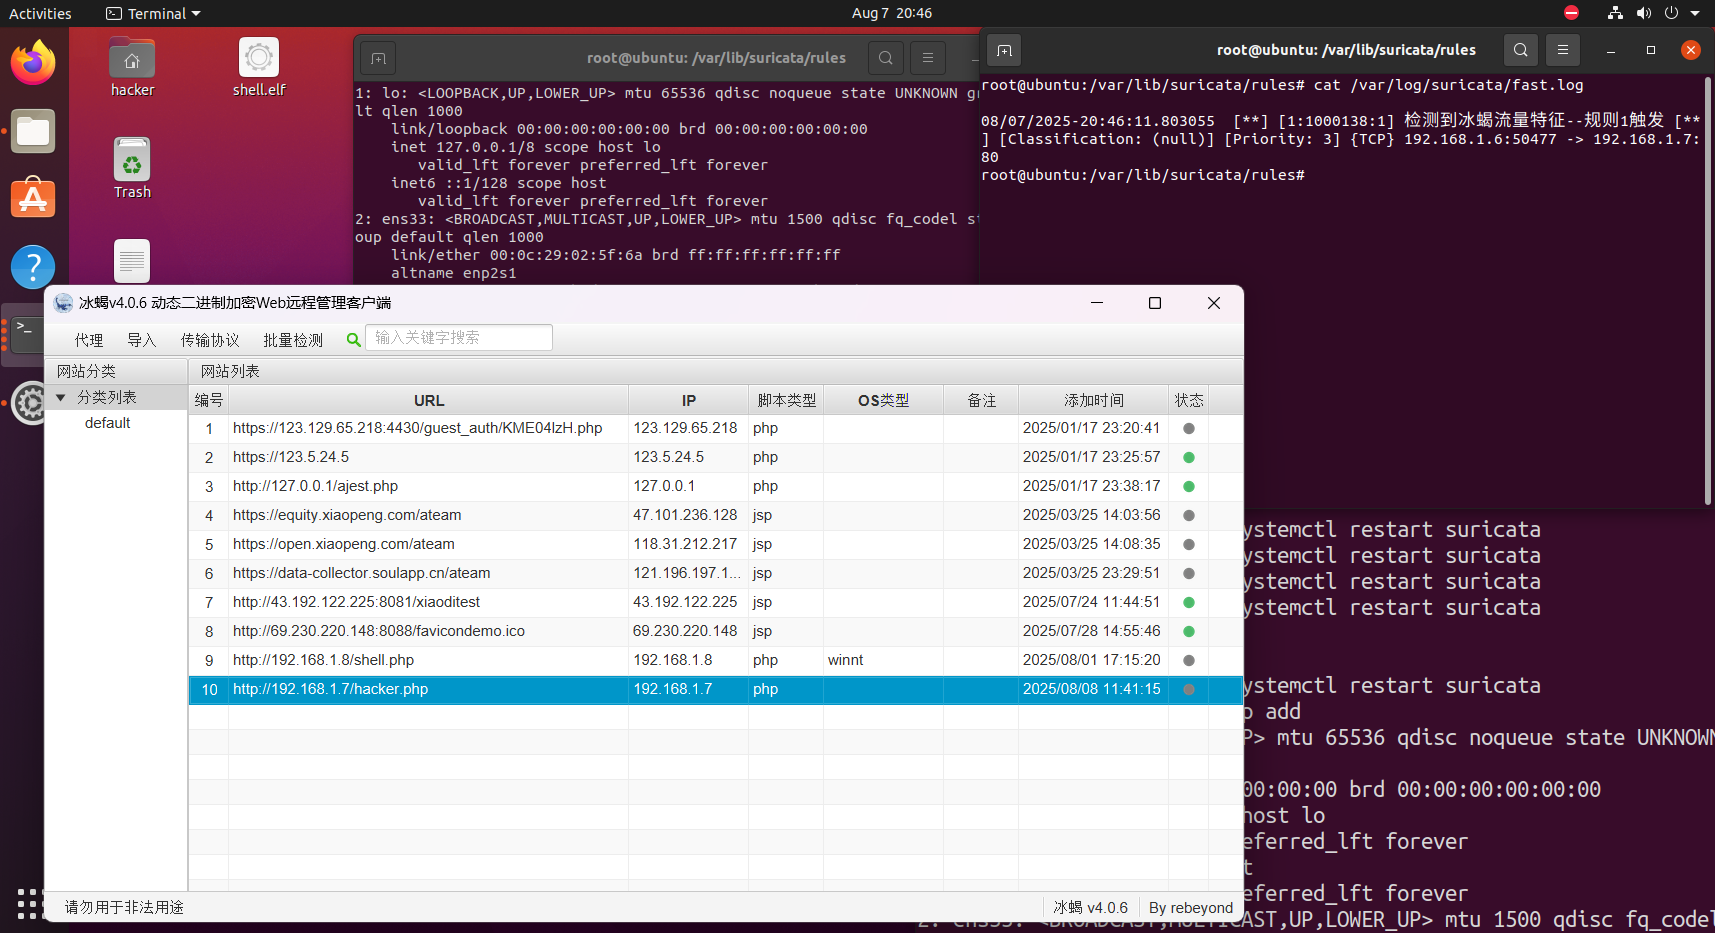 Activities
Terminal
Aug 7 20:46
hacker
shell.elf
Trash
root@ubuntu: /var/lib/suricata/rules
1: lo: <LOOPBACK,UP,LOWER_UP> mtu 65536 qdisc noqueue state UNKNOWN gr
lt qlen 1000
link/loopback 00:00:00:00:00:00 brd 00:00:00:00:00:00
inet 127.0.0.1/8 scope host lo
valid_lft forever preferred_lft forever
inet6 ::1/128 scope host
valid_lft forever preferred_lft forever
2: ens33: <BROADCAST,MULTICAST,UP,LOWER_UP> mtu 1500 qdisc fq_codel st
oup default qlen 1000
link/ether 00:0c:29:02:5f:6a brd ff:ff:ff:ff:ff:ff
altname enp2s1
root@ubuntu: /var/lib/suricata/rules
root@ubuntu:/var/lib/suricata/rules# cat /var/log/suricata/fast.log
08/07/2025-20:46:11.803055 [**] [1:1000138:1] 检测到冰蝎流量特征--规则1触发 [**
] [Classification: (null)] [Priority: 3] {TCP} 192.168.1.6:50477 -> 192.168.1.7:
80
root@ubuntu:/var/lib/suricata/rules#
冰蝎v4.0.6 动态二进制加密Web远程管理客户端
代理 导入 传输协议 批量检测 输入关键字搜索
网站分类
分类列表
default
网站列表
编号 URL IP 脚本类型 OS类型 备注 添加时间 状态
1 https://123.129.65.218:4430/guest_auth/KME04lzH.php 123.129.65.218 php 2025/01/17 23:20:41
2 https://123.5.24.5 123.5.24.5 php 2025/01/17 23:25:57
3 http://127.0.0.1/ajest.php 127.0.0.1 php 2025/01/17 23:38:17
4 https://equity.xiaopeng.com/ateam 47.101.236.128 jsp 2025/03/25 14:03:56
5 https://open.xiaopeng.com/ateam 118.31.212.217 jsp 2025/03/25 14:08:35
6 https://data-collector.soulapp.cn/ateam 121.196.197.1... jsp 2025/03/25 23:29:51
7 http://43.192.122.225:8081/xiaoditest 43.192.122.225 jsp 2025/07/24 11:44:51
8 http://69.230.220.148:8088/favicondemo.ico 69.230.220.148 jsp 2025/07/28 14:55:46
9 http://192.168.1.8/shell.php 192.168.1.8 php winnt 2025/08/01 17:15:20
10 http://192.168.1.7/hacker.php 192.168.1.7 php 2025/08/08 11:41:15
请勿用于非法用途
冰蝎 v4.0.6
By rebeyond
ystemctl restart suricata
ystemctl restart suricata
ystemctl restart suricata
ystemctl restart suricata
ystemctl restart suricata
p add
P> mtu 65536 qdisc noqueue state UNKNOWN
00:00:00 brd 00:00:00:00:00:00
host lo
eferred_lft forever
t
eferred_lft forever
2: ens33: <BROADCAST,MULTICAST,UP,LOWER_UP> mtu 1500 qdisc fq_codel